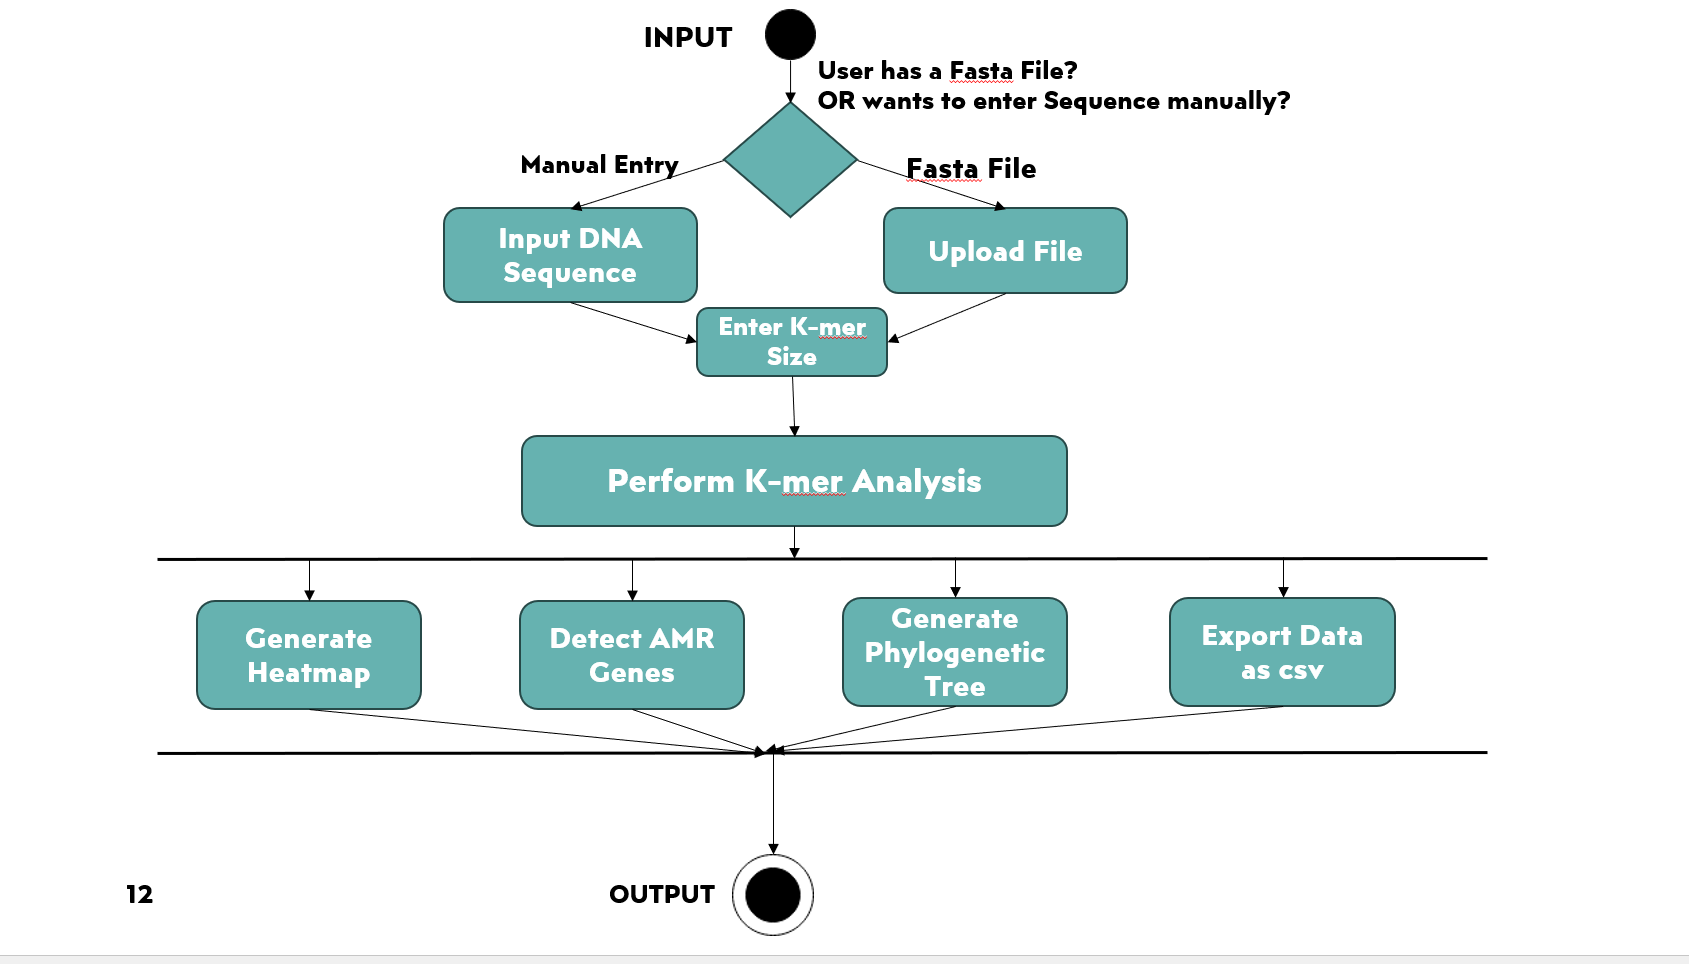 INPUT
User has a Fasta File?
OR wants to enter Sequence manually?
Manual Entry
Fasta File
Input DNA
Sequence
Upload File
Enter K-mer
Size
Perform K-mer Analysis
Generate
Heatmap
Detect AMR
Genes
Generate
Phylogenetic
Tree
Export Data
as csv
12
OUTPUT